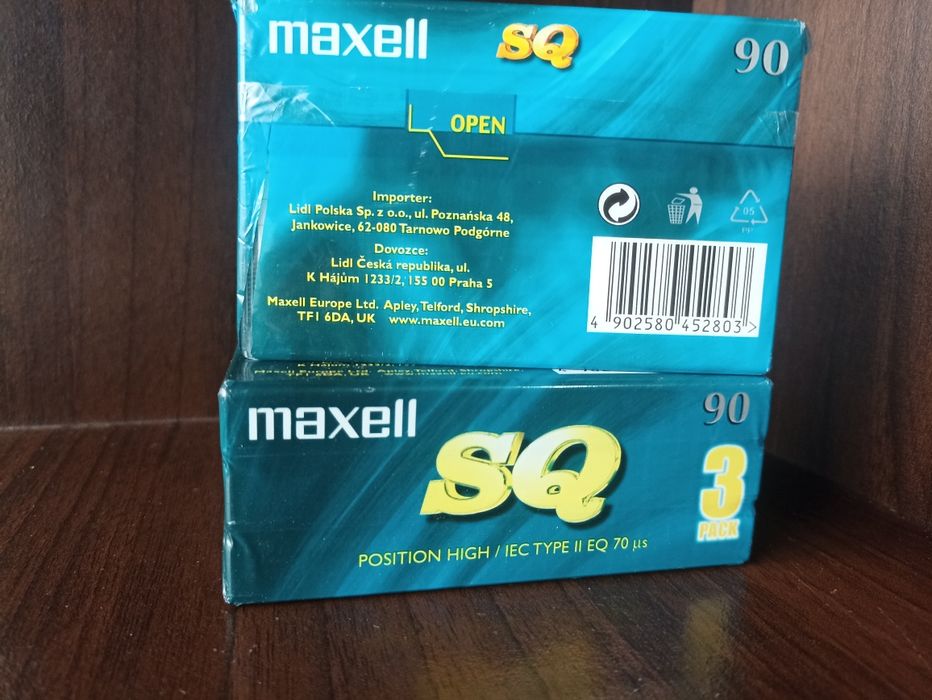 maxell SQ 90
OPEN
Importer:
Lidl Polska Sp. z o.o., ul. Poznańska 48,
Jankowice, 62-080 Tarnowo Podgórne
Dovozce:
Lidl Česká republika, ul.
K Hájům 1233/2, 155 00 Praha 5
Maxell Europe Ltd. Apley, Telford, Shropshire,
TF1 6DA, UK www.maxell.eu.com
05
PP
4 902580 452803 >
maxell SQ 90
3
PACK
POSITION HIGH / IEC TYPE II EQ 70 µs